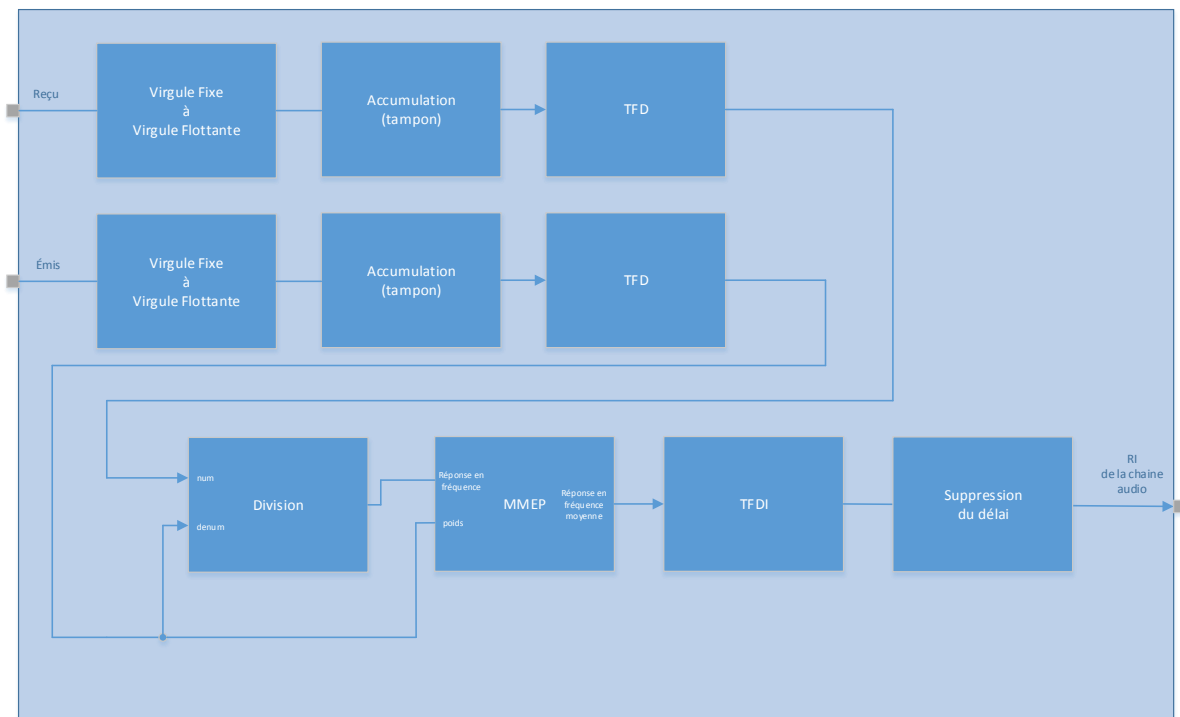 Reçu
Virgule Fixe
à
Virgule Flottante
Accumulation
(tampon)
TFD
Émis
Virgule Fixe
à
Virgule Flottante
Accumulation
(tampon)
TFD
num
denum
Division
Réponse en
fréquence
poids
MMEP
Réponse en
fréquence
moyenne
TFDI
Suppression
du délai
RI
de la chaine
audio